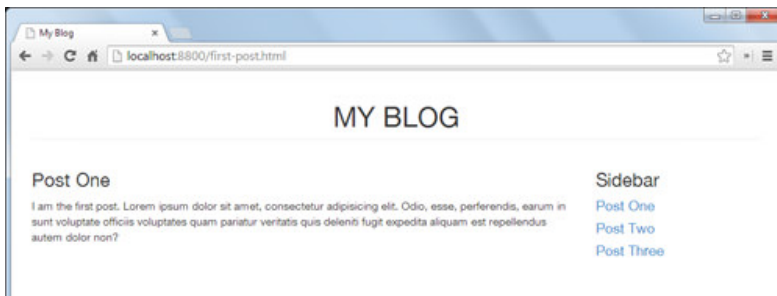 My Blog
localhost:8800/first-post.html
MY BLOG
Post One
I am the first post. Lorem ipsum dolor sit amet, consectetur adipisicing elit. Odio, esse, perferendis, earum in
sunt voluptate officiis voluptates quam pariatur veritatis quis deleniti fugit expedita aliquam est repellendus
autem dolor non?
Sidebar
Post One
Post Two
Post Three